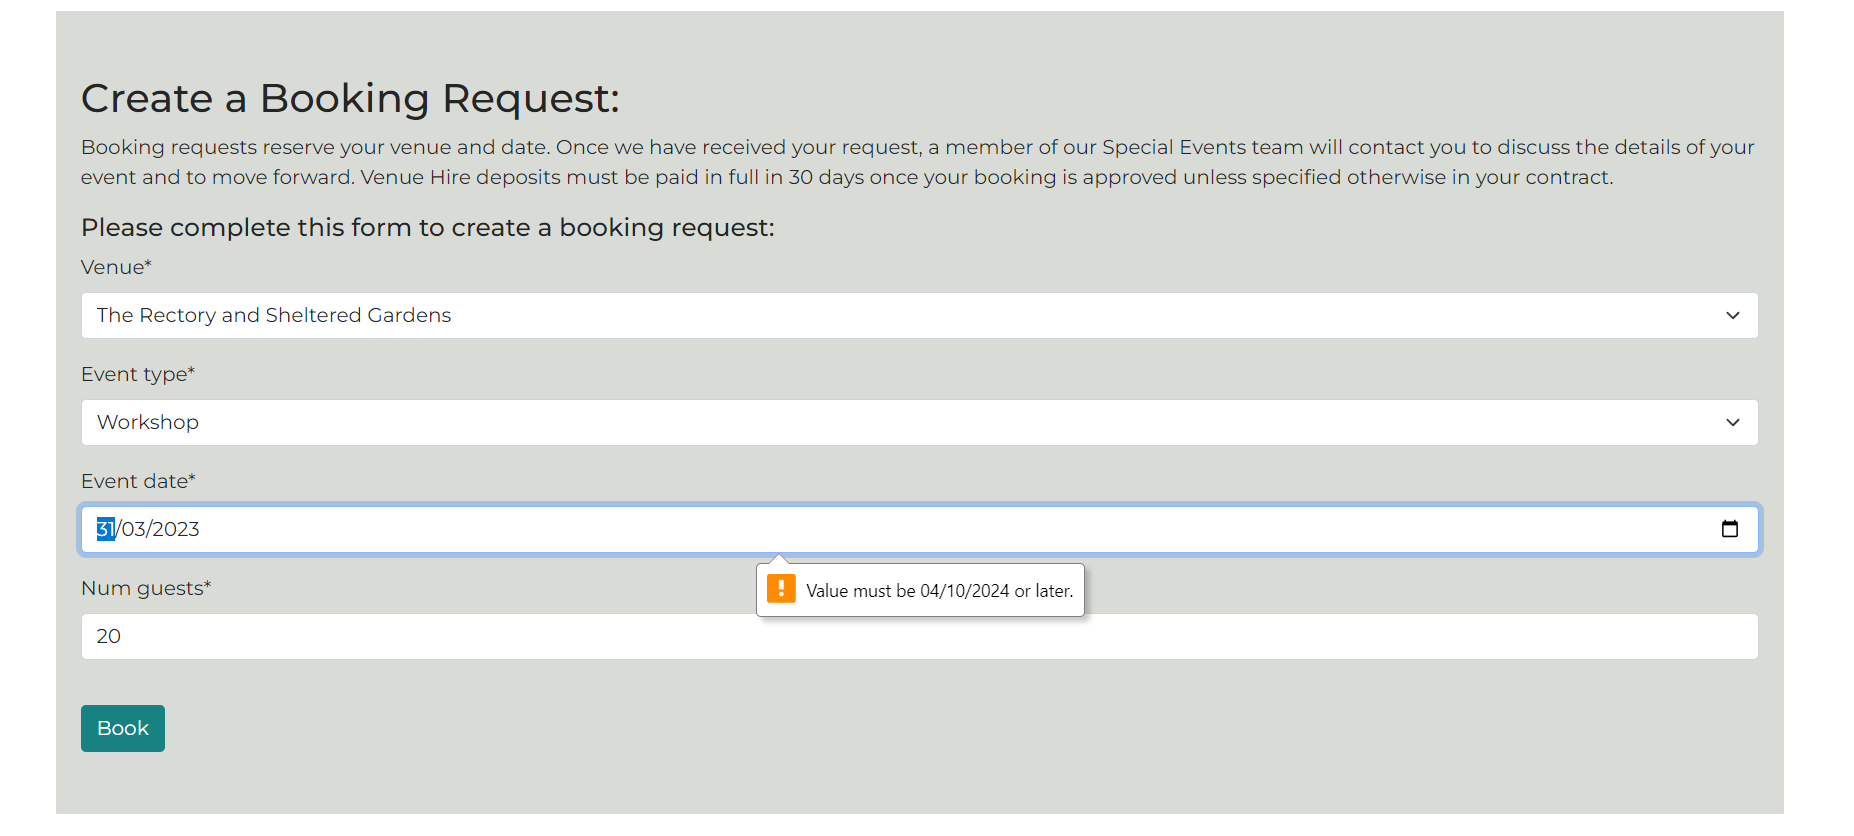 Create a Booking Request:
Booking requests reserve your venue and date. Once we have received your request, a member of our Special Events team will contact you to discuss the details of your
event and to move forward. Venue Hire deposits must be paid in full in 30 days once your booking is approved unless specified otherwise in your contract.
Please complete this form to create a booking request:
Venue*
The Rectory and Sheltered Gardens
Event type*
Workshop
Event date*
31/03/2023
Value must be 04/10/2024 or later.
Num guests*
20
Book